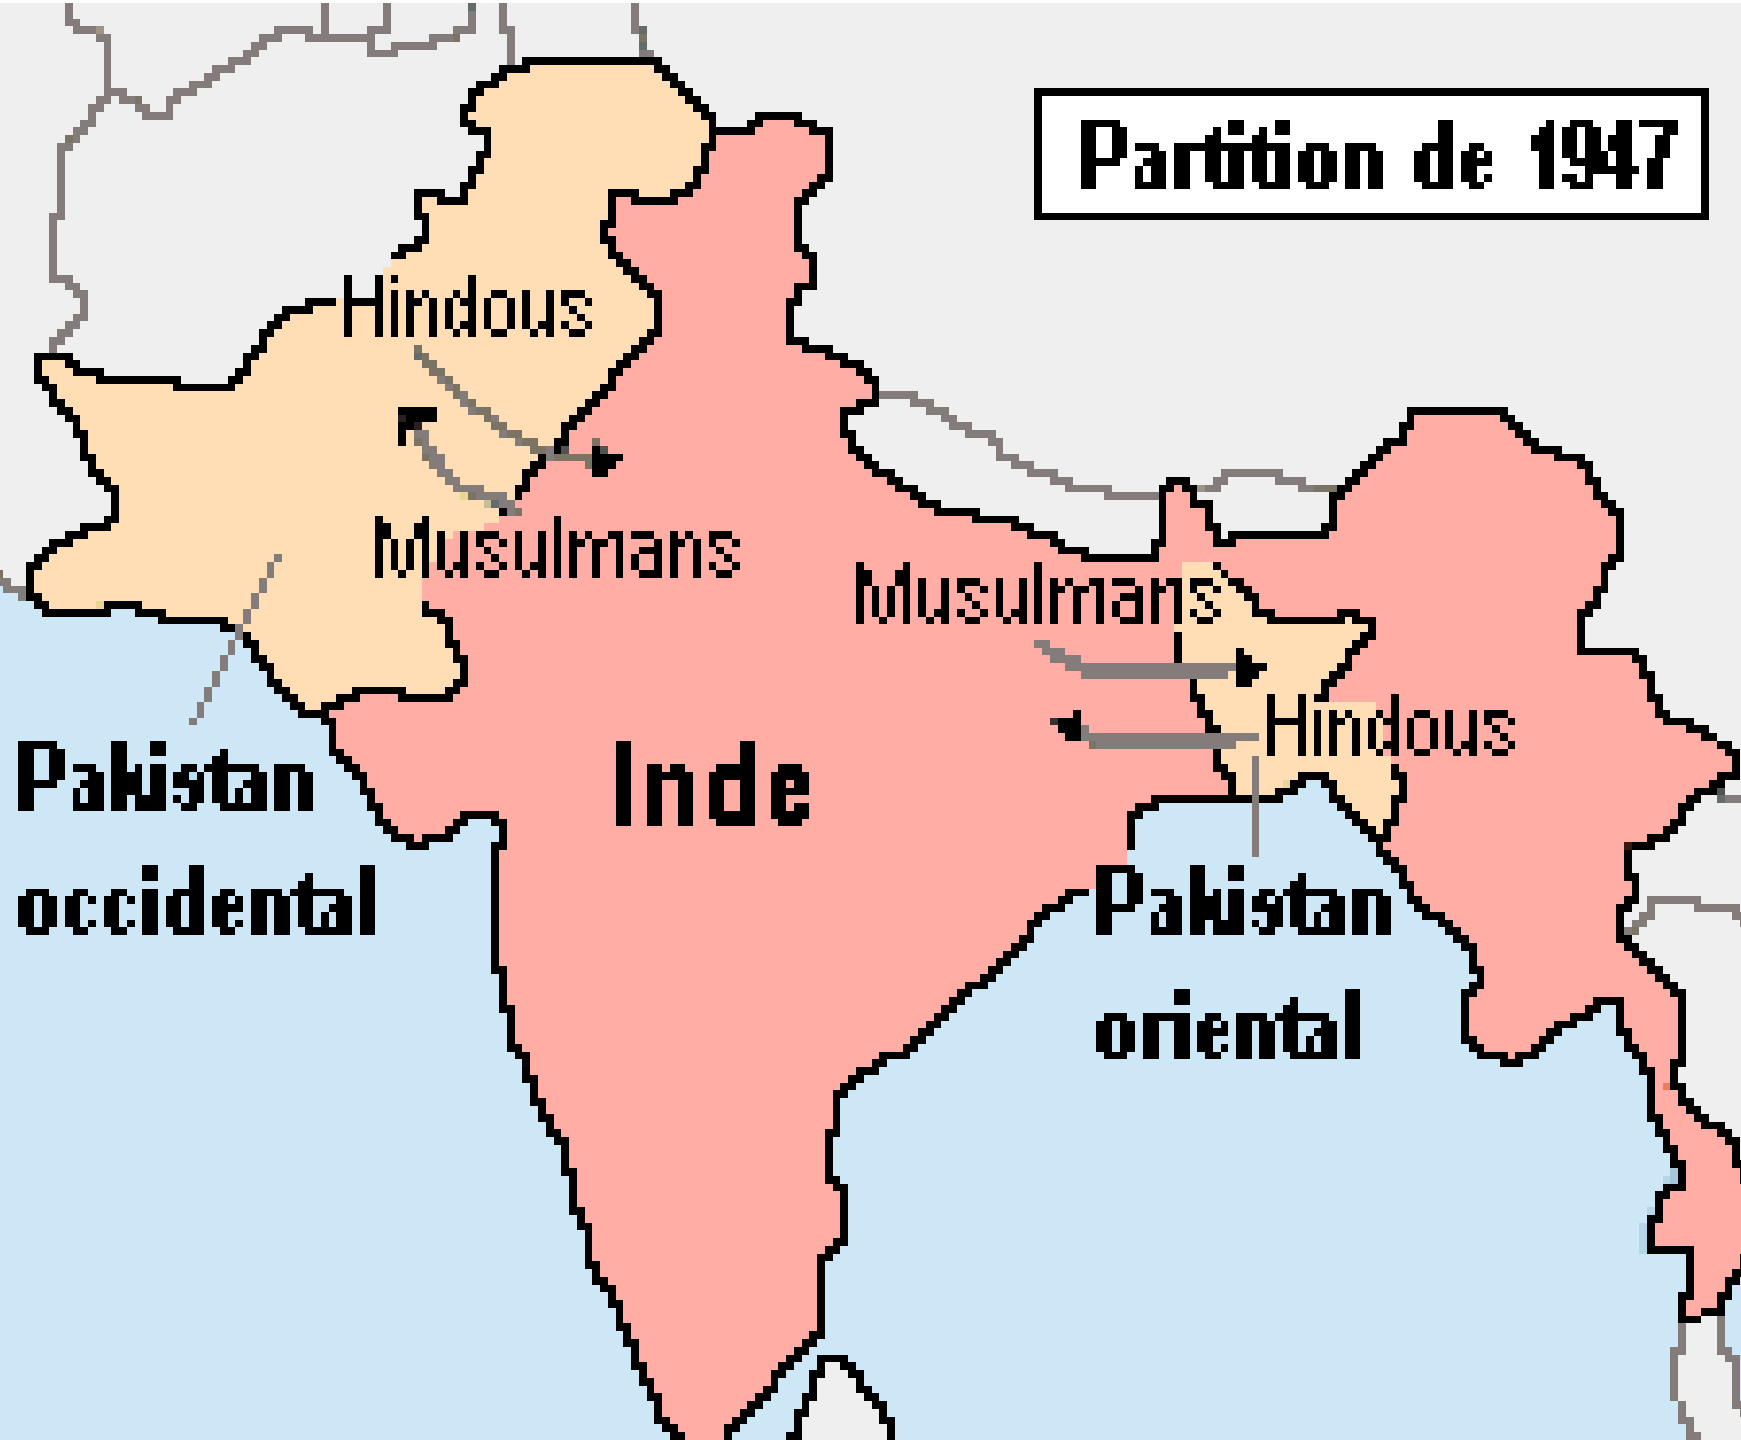 Partition de 1947
Hindous
Musulmans
Musulmans
Hindous
Pakistan
occidental
Inde
Pakistan
oriental